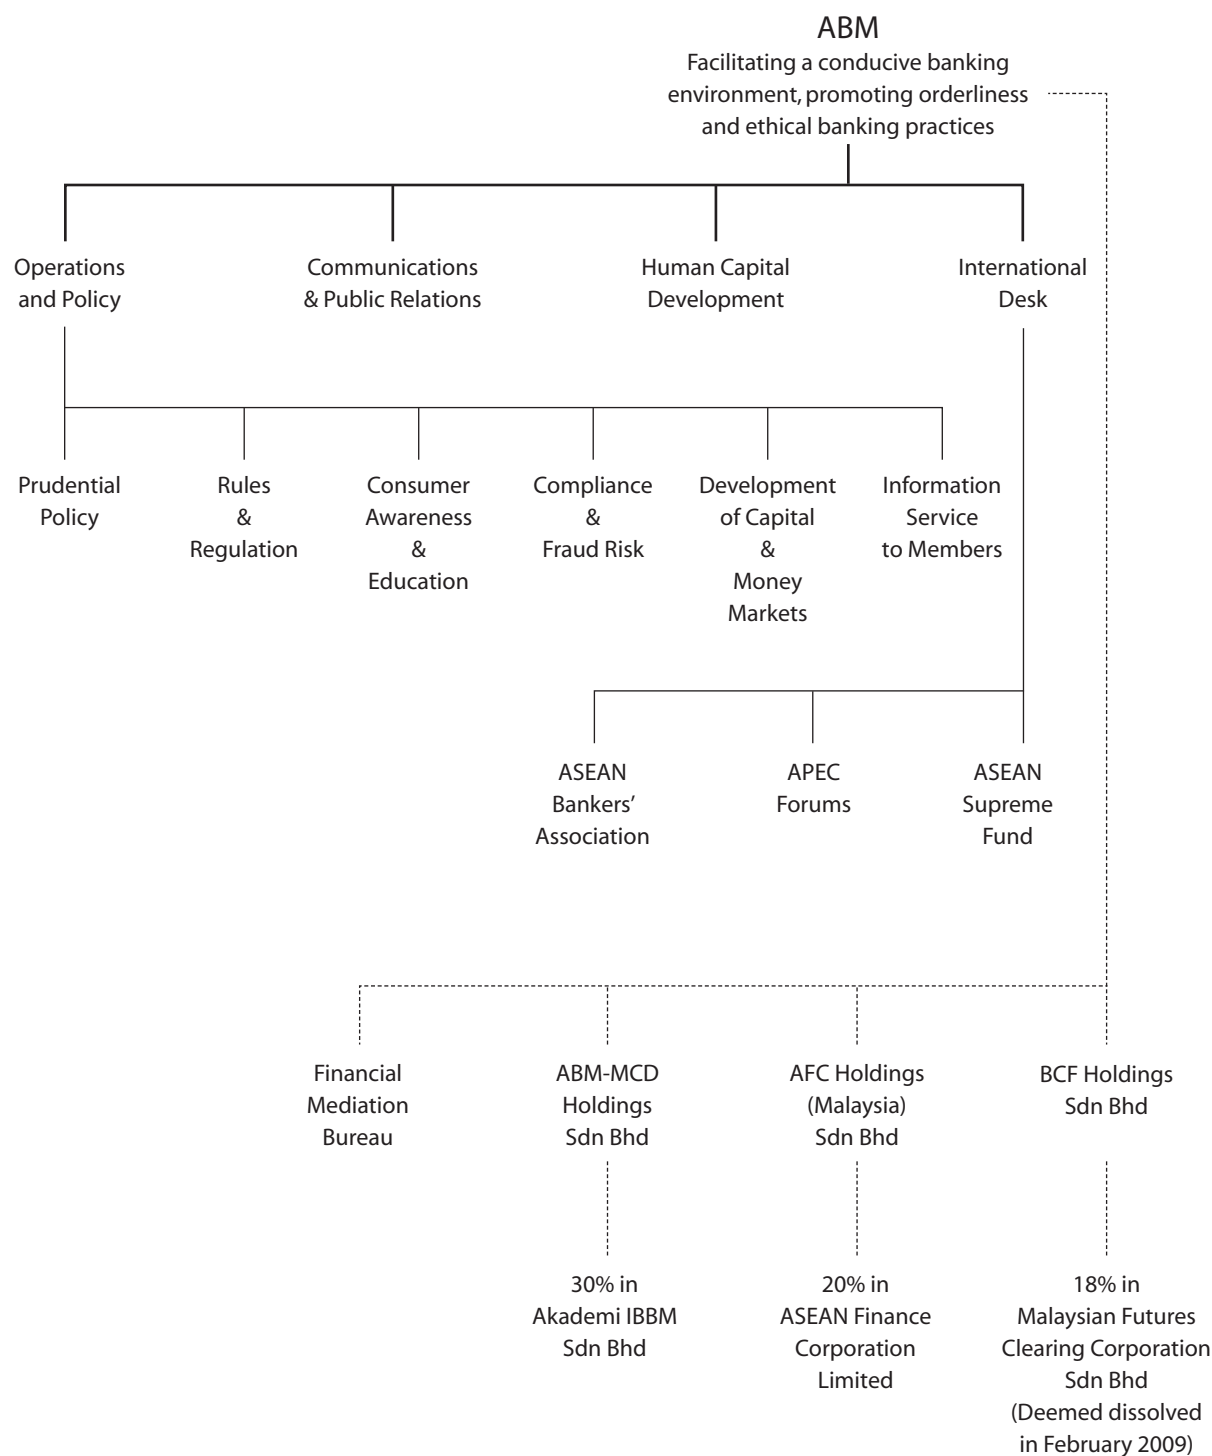 ABM
Facilitating a conducive banking
environment, promoting orderliness
and ethical banking practices
Operations
and Policy
Communications
& Public Relations
Human Capital
Development
International
Desk
Prudential
Policy
Rules
&
Regulation
Consumer
Awareness
&
Education
Compliance
&
Fraud Risk
Development
of Capital
&
Money
Markets
Information
Service
to Members
ASEAN
Bankers’
Association
APEC
Forums
ASEAN
Supreme
Fund
Financial
Mediation
Bureau
ABM-MCD
Holdings
Sdn Bhd
AFC Holdings
(Malaysia)
Sdn Bhd
BCF Holdings
Sdn Bhd
30% in
Akademi IBBM
Sdn Bhd
20% in
ASEAN Finance
Corporation
Limited
18% in
Malaysian Futures
Clearing Corporation
Sdn Bhd
(Deemed dissolved
in February 2009)